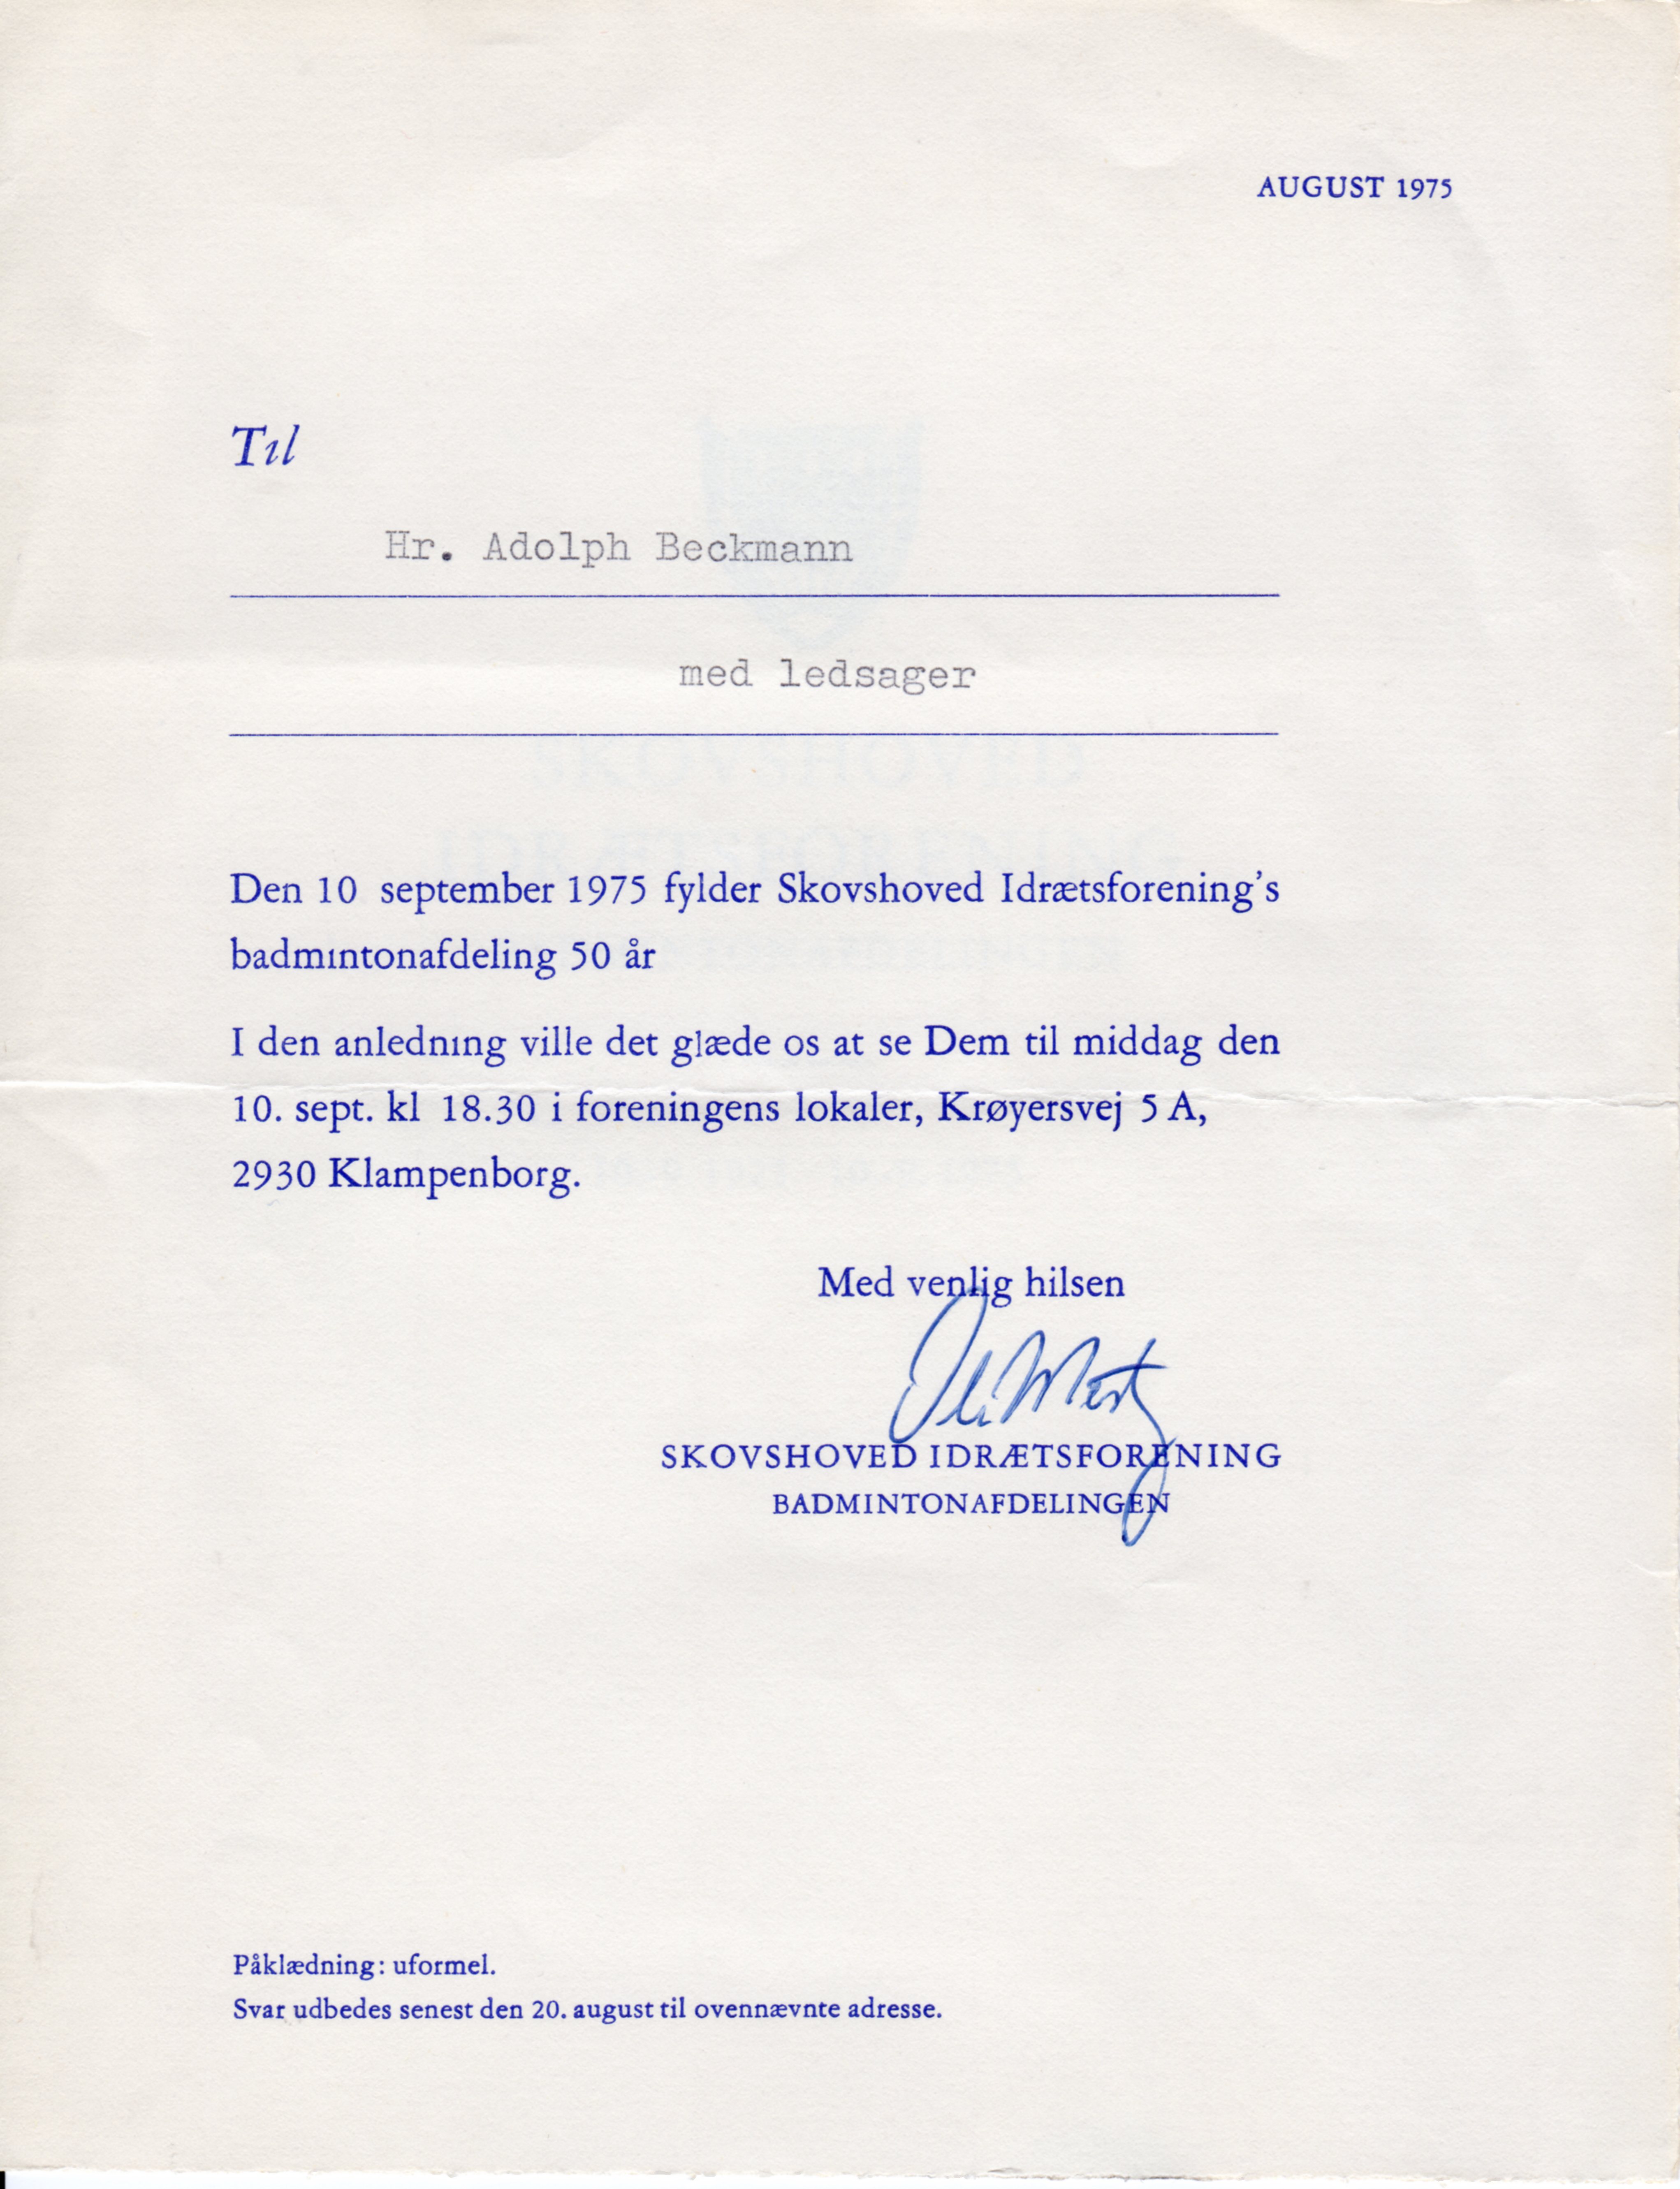 AUGUST 1975
Til
Hr. Adolph Beckmann
med ledsager
SKOVSHOVED
IDRÆTSFORENING
Den 10 september 1975 fylder Skovshoved Idrætsforening's
badmintonafdeling 50 år
I den anledning ville det glæde os at se Dem til middag den
10. sept. kl 18.30 i foreningens lokaler, Krøyersvej 5 A,
2930 Klampenborg.
Med venlig hilsen
SKOVSHOVED IDRÆTSFORENING
BADMINTONAFDELINGEN
Påklædning: uformel.
Svar udbedes senest den 20. august til ovennævnte adresse.